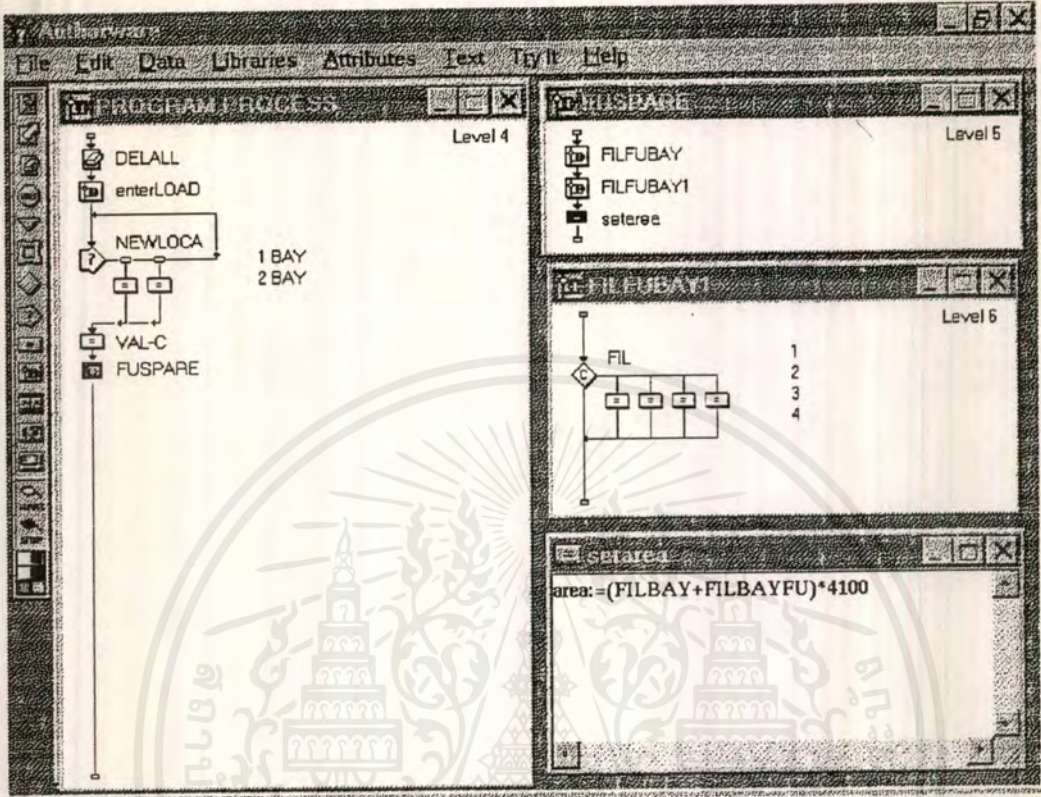 Authorware
File Edit Data Libraries Attributes Text Try It Help
PROGRAM PROCESS
Level 4
DELALL
enterLOAD
NEWLOCA
1 BAY
2 BAY
VAL-C
FUSPARE
FUSPARE
Level 5
FILFUBAY
FILFUBAY1
setarea
FILFUBAY1
Level 6
FIL
1
2
3
4
setarea
area:=(FILBAY+FILBAYFU)*4100